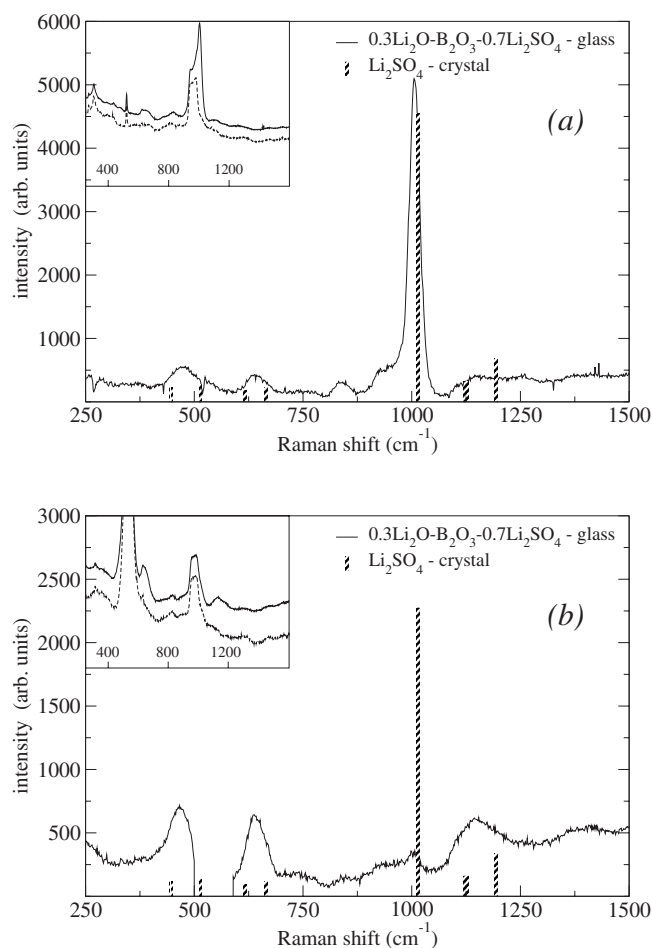 6000
5000
4000
3000
2000
1000
intensity (arb. units)
400 800 1200
0.3Li₂O-B₂O₃-0.7Li₂SO₄ - glass
Li₂SO₄ - crystal
(a)
250 500 750 1000 1250 1500
Raman shift (cm⁻¹)
3000
2500
2000
1500
1000
500
intensity (arb. units)
400 800 1200
0.3Li₂O-B₂O₃-0.7Li₂SO₄ - glass
Li₂SO₄ - crystal
(b)
250 500 750 1000 1250 1500
Raman shift (cm⁻¹)